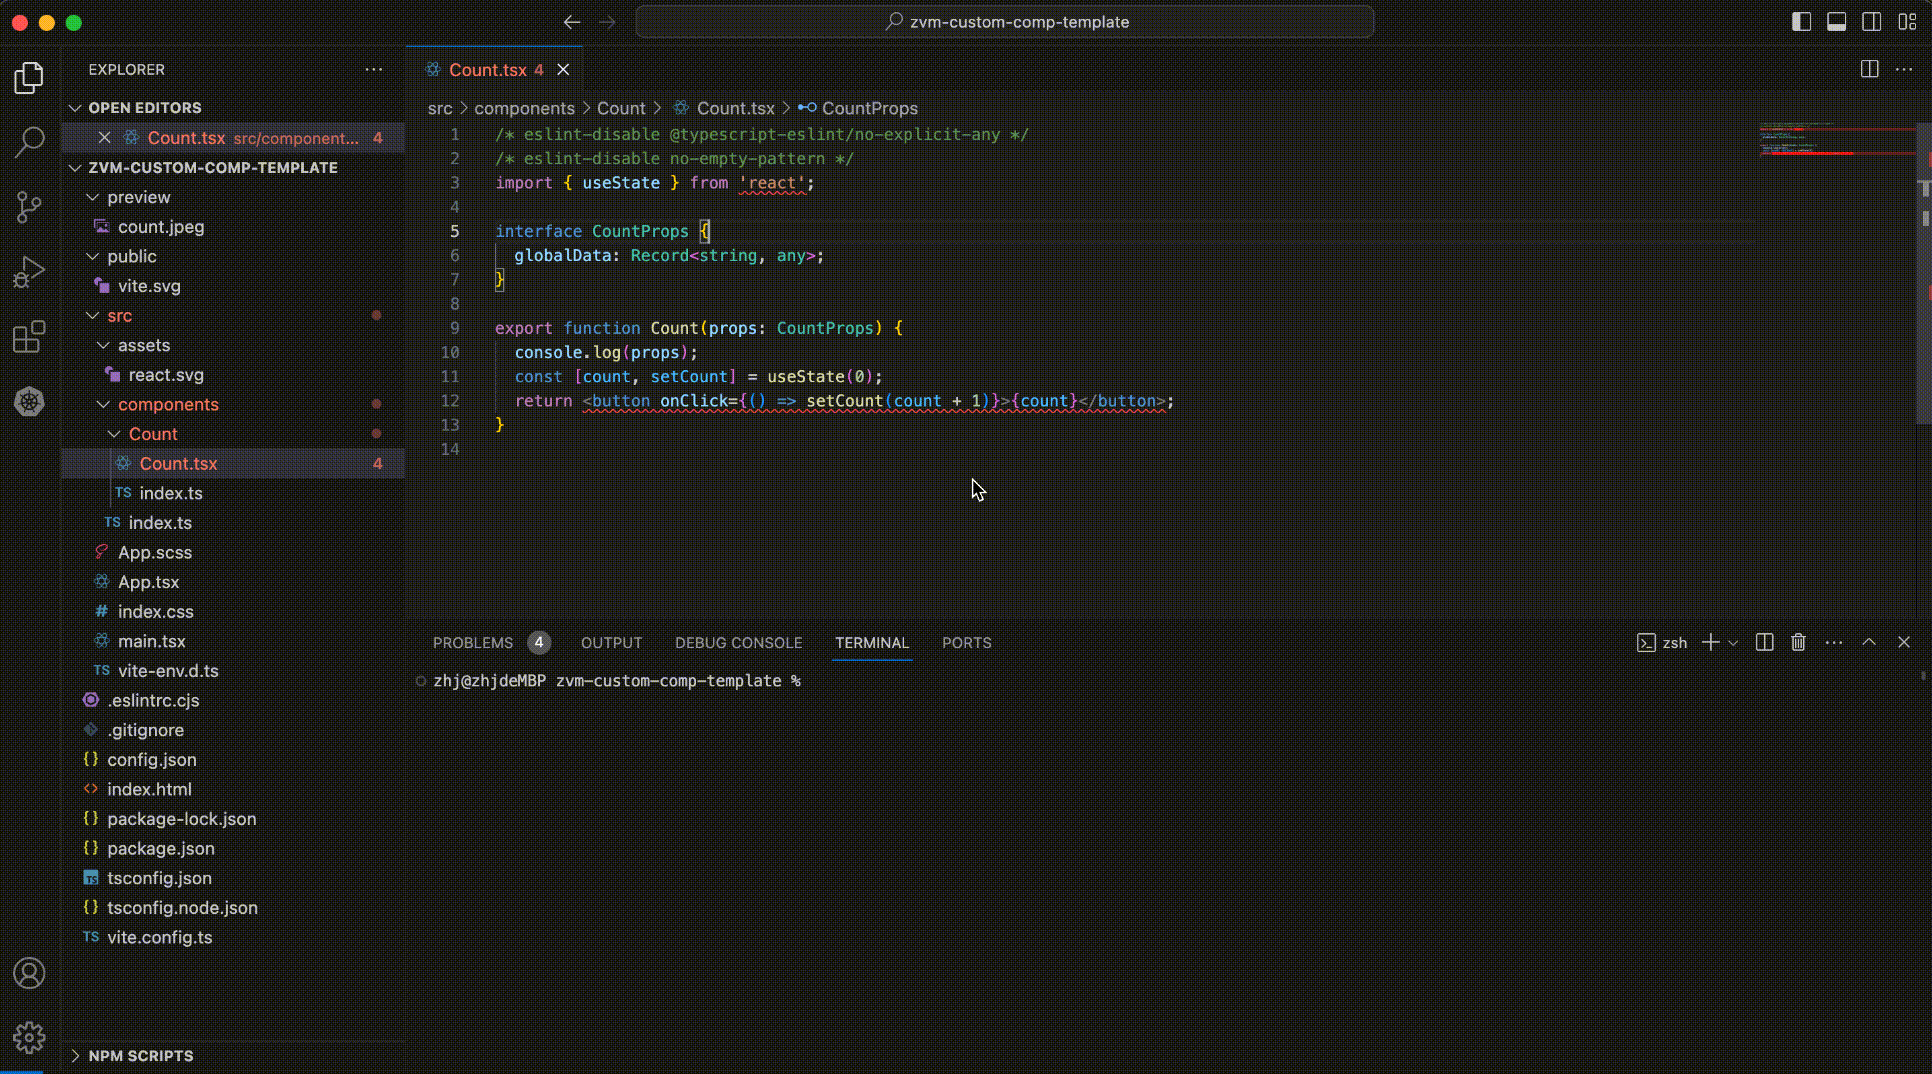 zvm-custom-comp-template
EXPLORER
OPEN EDITORS
Count.tsx src/component... 4
ZVM-CUSTOM-COMP-TEMPLATE
preview
count.jpeg
public
vite.svg
src
assets
react.svg
components
Count
Count.tsx 4
TS index.ts
TS index.ts
App.scss
App.tsx
# index.css
main.tsx
TS vite-env.d.ts
.eslintrc.cjs
.gitignore
{} config.json
<> index.html
{} package-lock.json
{} package.json
TS tsconfig.json
{} tsconfig.node.json
TS vite.config.ts
NPM SCRIPTS
Count.tsx 4
src > components > Count > Count.tsx > CountProps
1 /* eslint-disable @typescript-eslint/no-explicit-any */
2 /* eslint-disable no-empty-pattern */
3 import { useState } from 'react';
4
5 interface CountProps {
6 globalData: Record<string, any>;
7 }
8
9 export function Count(props: CountProps) {
10 console.log(props);
11 const [count, setCount] = useState(0);
12 return <button onClick={() => setCount(count + 1)}>{count}</button>;
13 }
14
PROBLEMS 4 OUTPUT DEBUG CONSOLE TERMINAL PORTS
zsh
zhj@zhjdeMBP zvm-custom-comp-template %